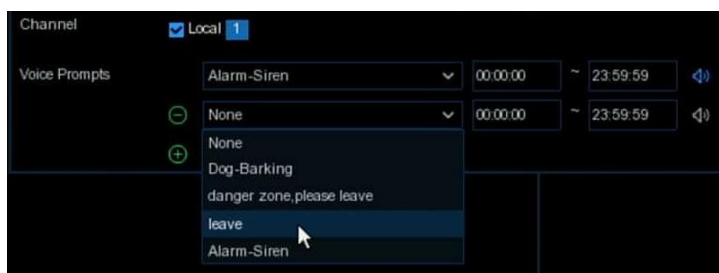 Channel Local 1
Voice Prompts Alarm-Siren 00:00:00 ~ 23:59:59
None 00:00:00 ~ 23:59:59
None
Dog-Barking
danger zone,please leave
leave
Alarm-Siren